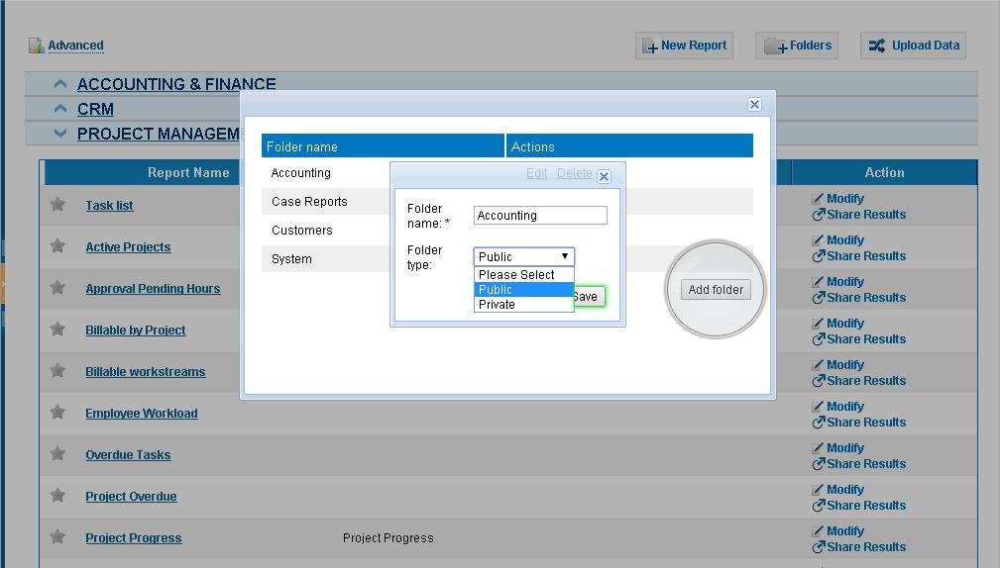 Advanced
New Report
Folders
Upload Data
ACCOUNTING & FINANCE
CRM
PROJECT MANAGEM
Folder name Actions
Accounting
Case Reports
Customers
System
Edit Delete
Folder name: * Accounting
Folder type: Public
Please Select
Public
Private
Save
Add folder
Report Name Action
Task list Modify
Share Results
Active Projects Modify
Share Results
Approval Pending Hours Modify
Share Results
Billable by Project Modify
Share Results
Billable workstreams Modify
Share Results
Employee Workload Modify
Share Results
Overdue Tasks Modify
Share Results
Project Overdue Modify
Share Results
Project Progress Project Progress Modify
Share Results